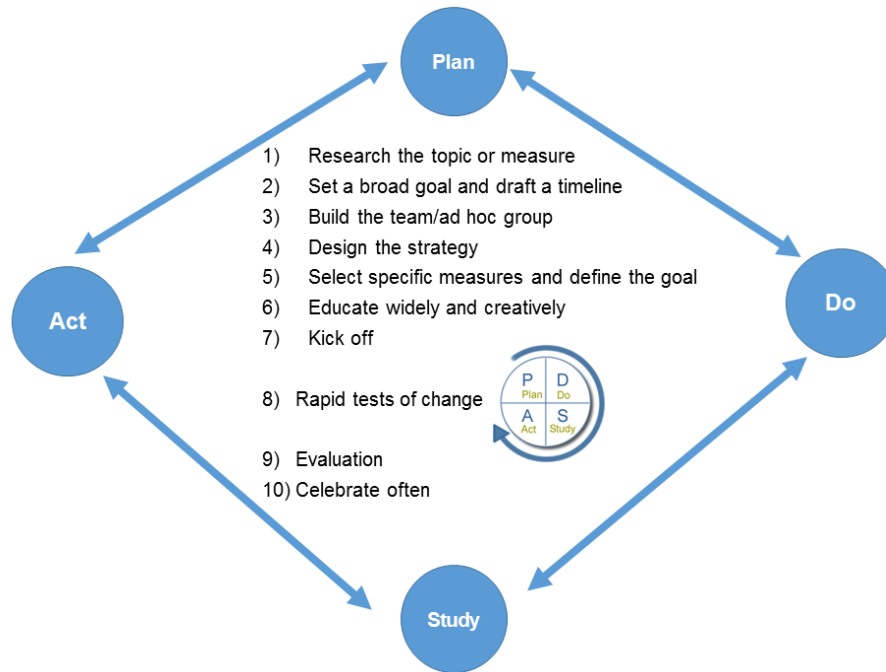 Plan
1) Research the topic or measure
2) Set a broad goal and draft a timeline
3) Build the team/ad hoc group
4) Design the strategy
5) Select specific measures and define the goal
6) Educate widely and creatively
7) Kick off
Act
Do
8) Rapid tests of change
P D
Plan Do
A S
Act Study
9) Evaluation
10) Celebrate often
Study